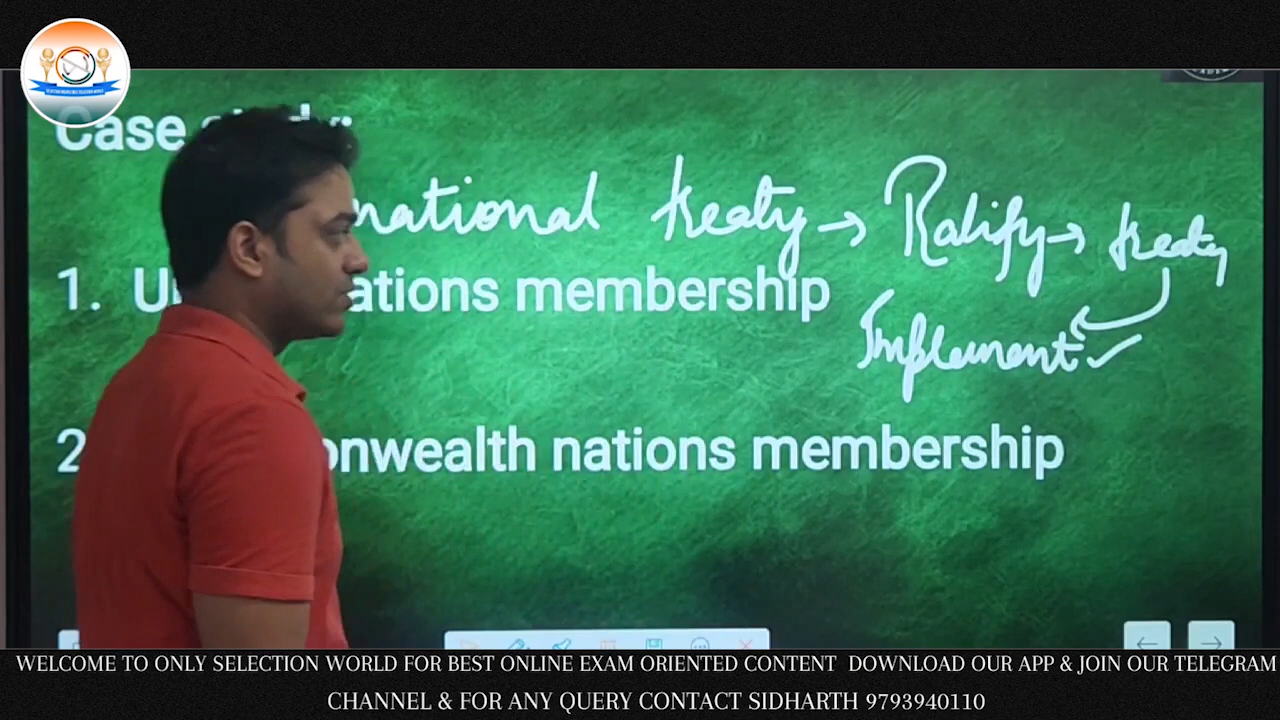 Case study:
national treaty → Ratify → treaty
1. U ations membership
Implement ✓
2 onwealth nations membership
WELCOME TO ONLY SELECTION WORLD FOR BEST ONLINE EXAM ORIENTED CONTENT DOWNLOAD OUR APP & JOIN OUR TELEGRAM
CHANNEL & FOR ANY QUERY CONTACT SIDHARTH 9793940110